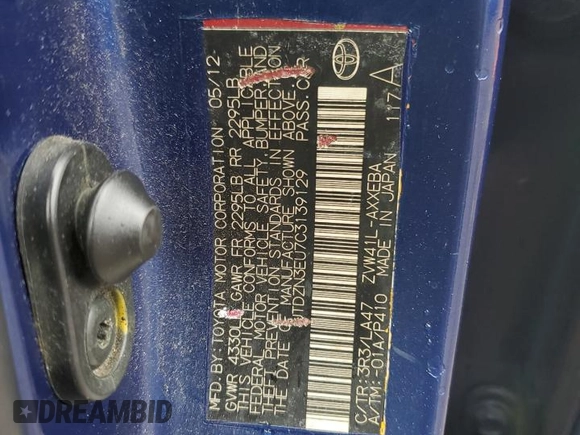 MFD. BY: TOYOTA MOTOR CORPORATION 05/12
GVWR 4530LB GAWR FR 2295LB RR 2295LB
THIS VEHICLE CONFORMS TO ALL APPLICABLE
FEDERAL MOTOR VEHICLE SAFETY, BUMPER, AND
THEFT PREVENTION STANDARDS IN EFFECT ON
THE DATE OF MANUFACTURE SHOWN ABOVE.
JTDZN3EU7C3139129 PASS. CAR
C/TR: 3R3/LA47 ZVW41L-AXXEBA
A/TM: -01A/P410 MADE IN JAPAN 117A
DREAMBID